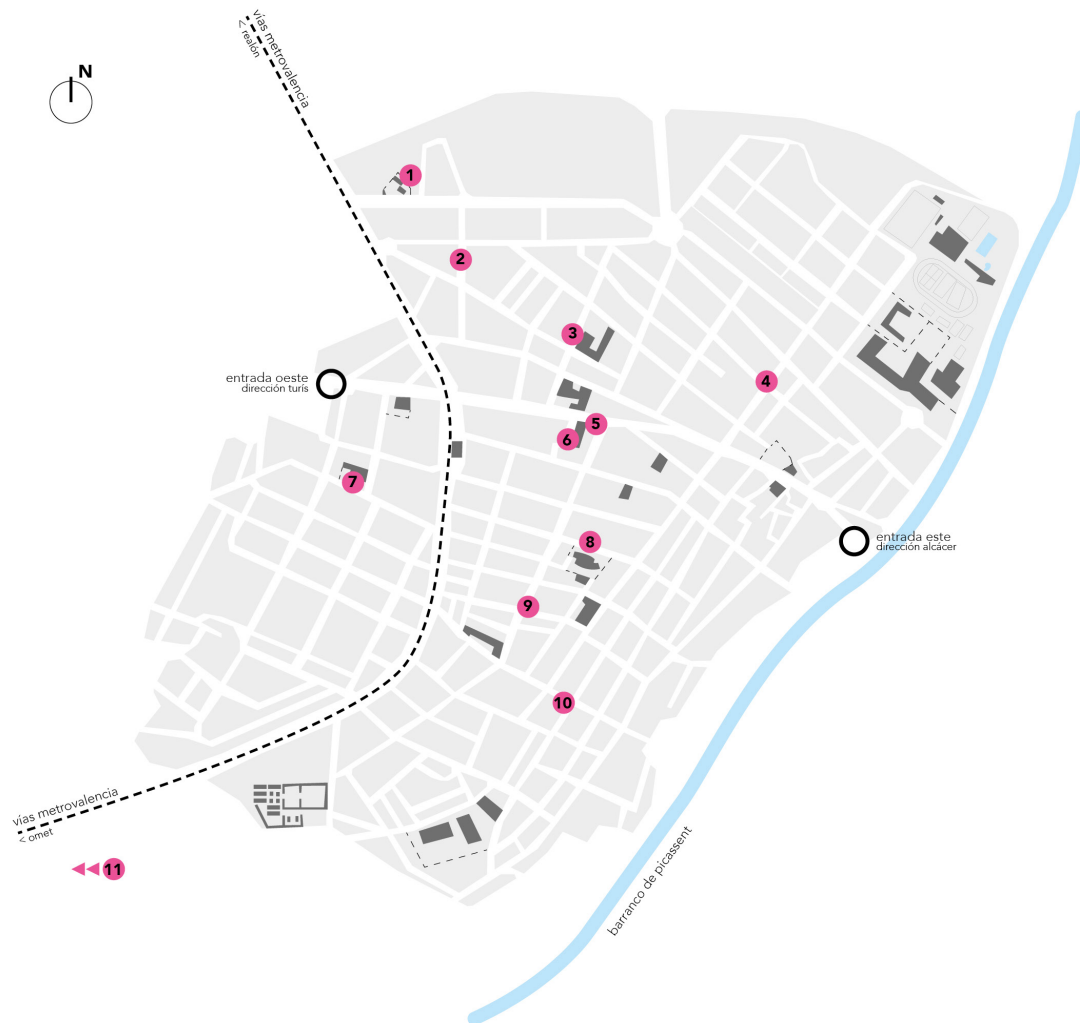 vías metrovalencia
< realón
N
1
2
3
entrada oeste
dirección turís
4
5
6
7
8
entrada este
dirección alcácer
9
10
vías metrovalencia
< omet
11
barranco de picassent